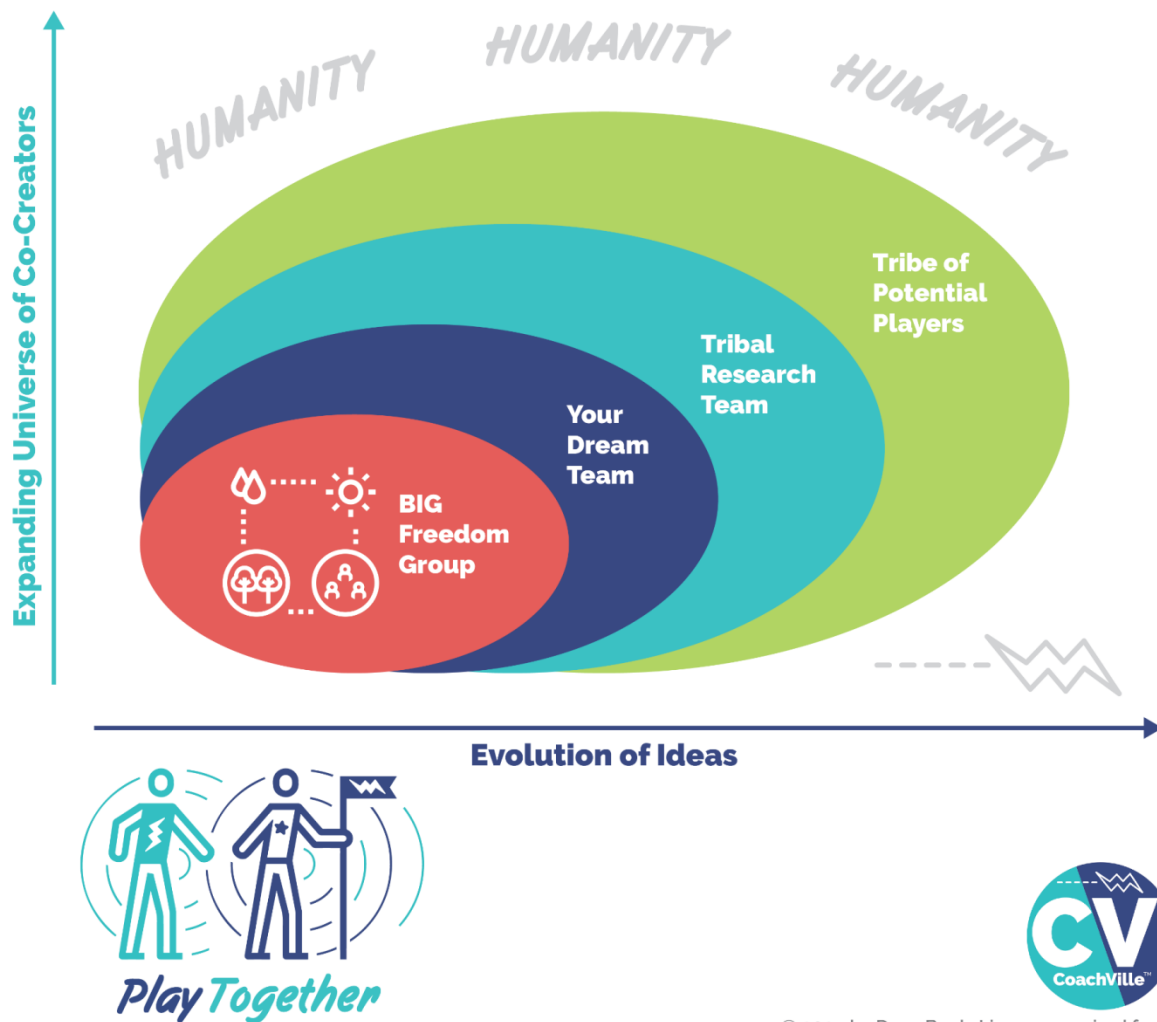 HUMANITY HUMANITY HUMANITY
Expanding Universe of Co-Creators
Tribe of
Potential
Players
Tribal
Research
Team
Your
Dream
Team
BIG
Freedom
Group
Evolution of Ideas
Play Together
CV
CoachVille™